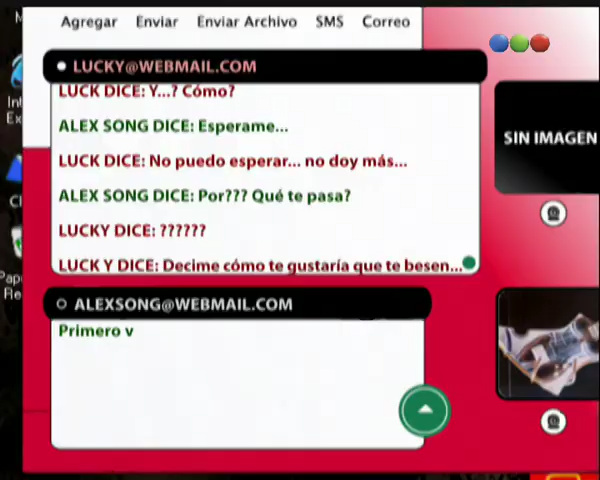 Agregar Enviar Enviar Archivo SMS Correo
LUCKY@WEBMAIL.COM
LUCK DICE: Y...? Cómo?
ALEX SONG DICE: Esperame...
SIN IMAGEN
LUCK DICE: No puedo esperar... no doy más...
ALEX SONG DICE: Por??? Qué te pasa?
LUCKY DICE: ??????
LUCK Y DICE: Decime cómo te gustaría que te besen...
ALEXSONG@WEBMAIL.COM
Primero v